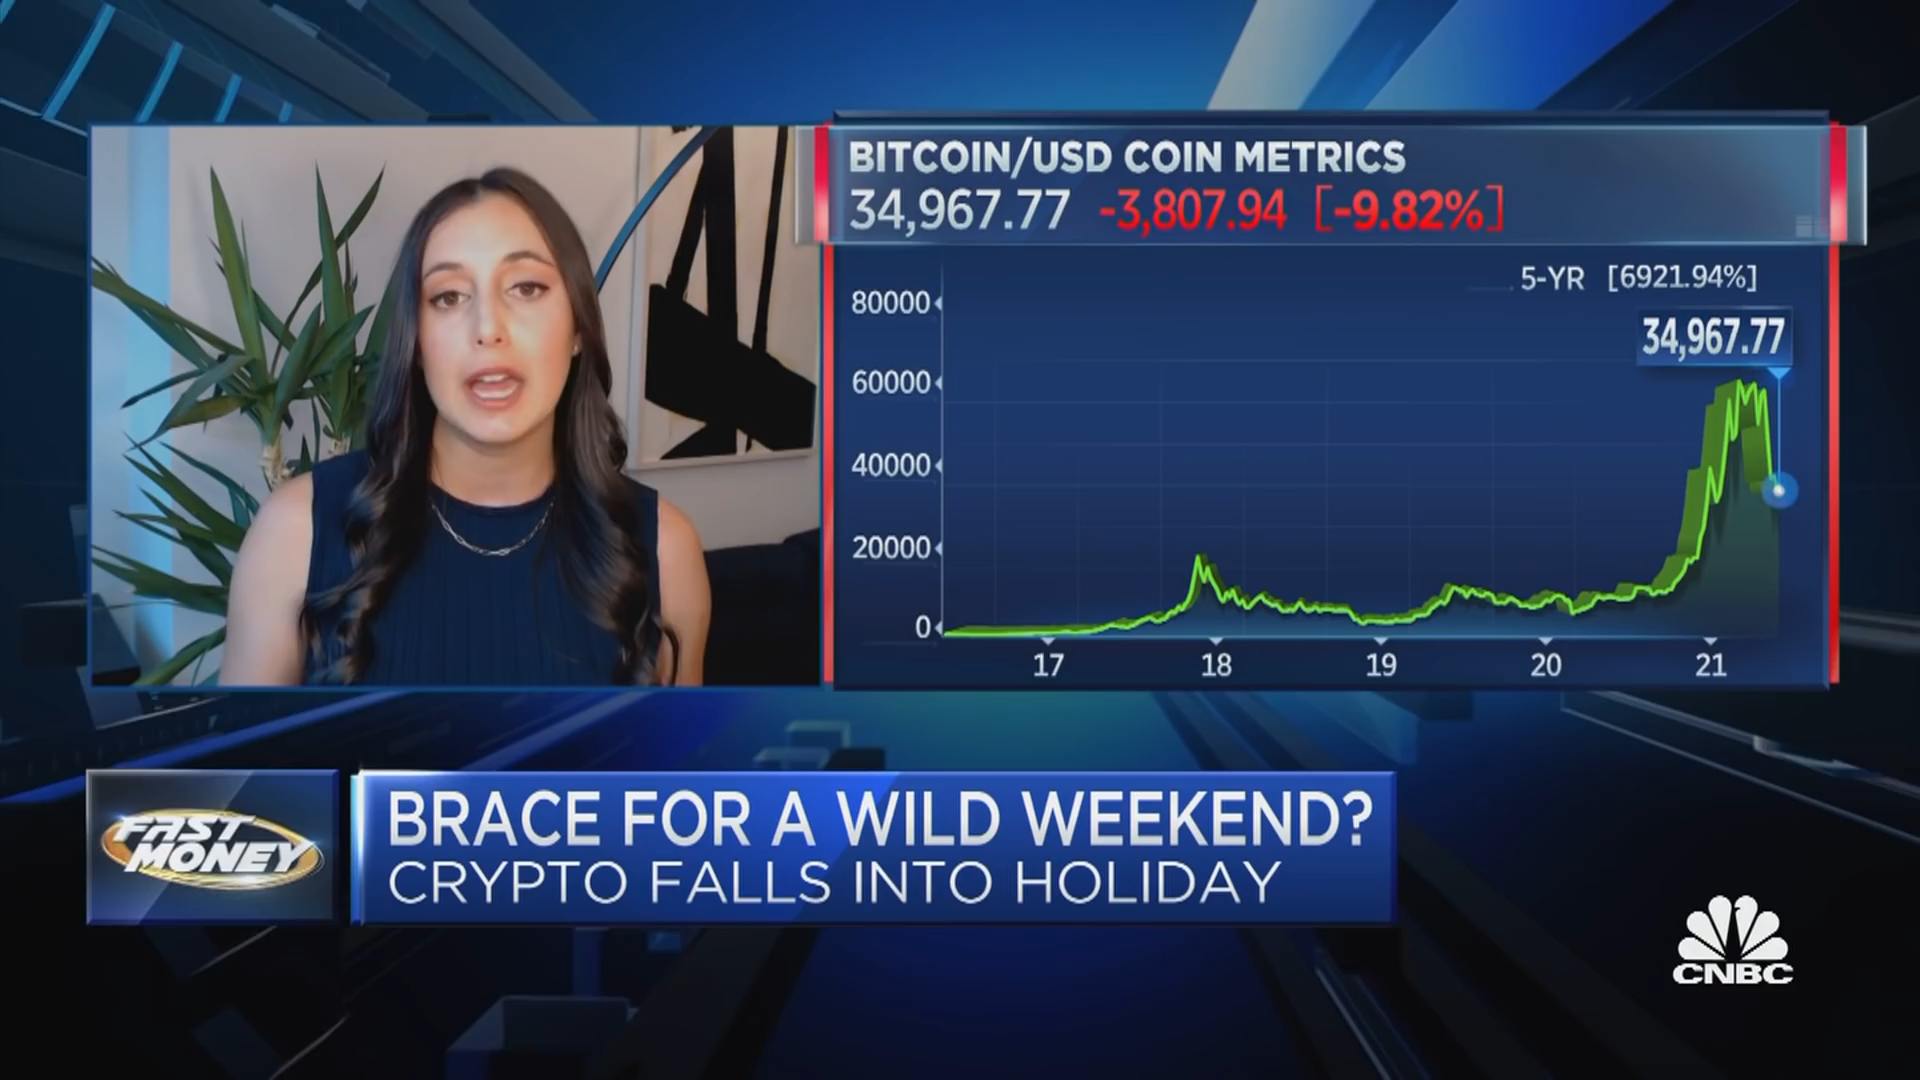 BITCOIN/USD COIN METRICS
34,967.77 -3,807.94 [-9.82%]
5-YR [6921.94%]
34,967.77
80000
60000
40000
20000
0
17 18 19 20 21
FAST MONEY
BRACE FOR A WILD WEEKEND?
CRYPTO FALLS INTO HOLIDAY
CNBC